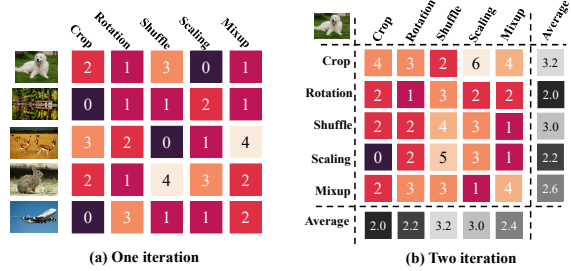 Crop Rotation Shuffle Scaling Mixup
2 1 3 0 1
0 1 1 2 1
3 2 0 1 4
2 1 4 3 2
0 3 1 1 2
(a) One iteration
Crop Rotation Shuffle Scaling Mixup Average
Crop 4 3 2 6 4 3.2
Rotation 2 1 3 2 2 2.0
Shuffle 2 2 4 3 1 3.0
Scaling 0 2 5 3 1 2.2
Mixup 2 3 3 1 4 2.6
Average 2.0 2.2 3.2 3.0 2.4
(b) Two iteration